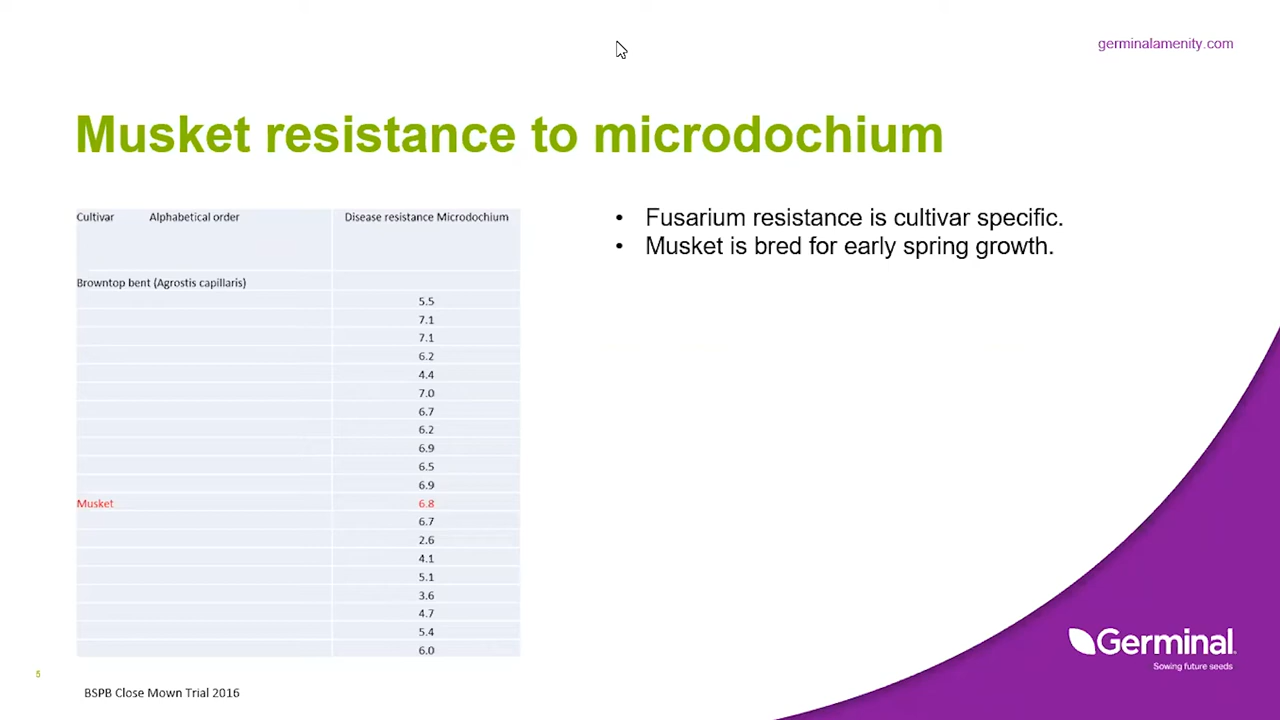 germinalamenity.com
Musket resistance to microdochium
Cultivar Alphabetical order Disease resistance Microdochium
Browntop bent (Agrostis capillaris)
5.5
7.1
7.1
6.2
4.4
7.0
6.7
6.2
6.9
6.5
6.9
Musket 6.8
6.7
2.6
4.1
5.1
3.6
4.7
5.4
6.0
• Fusarium resistance is cultivar specific.
• Musket is bred for early spring growth.
Germinal
Sowing future seeds
5
BSPB Close Mown Trial 2016